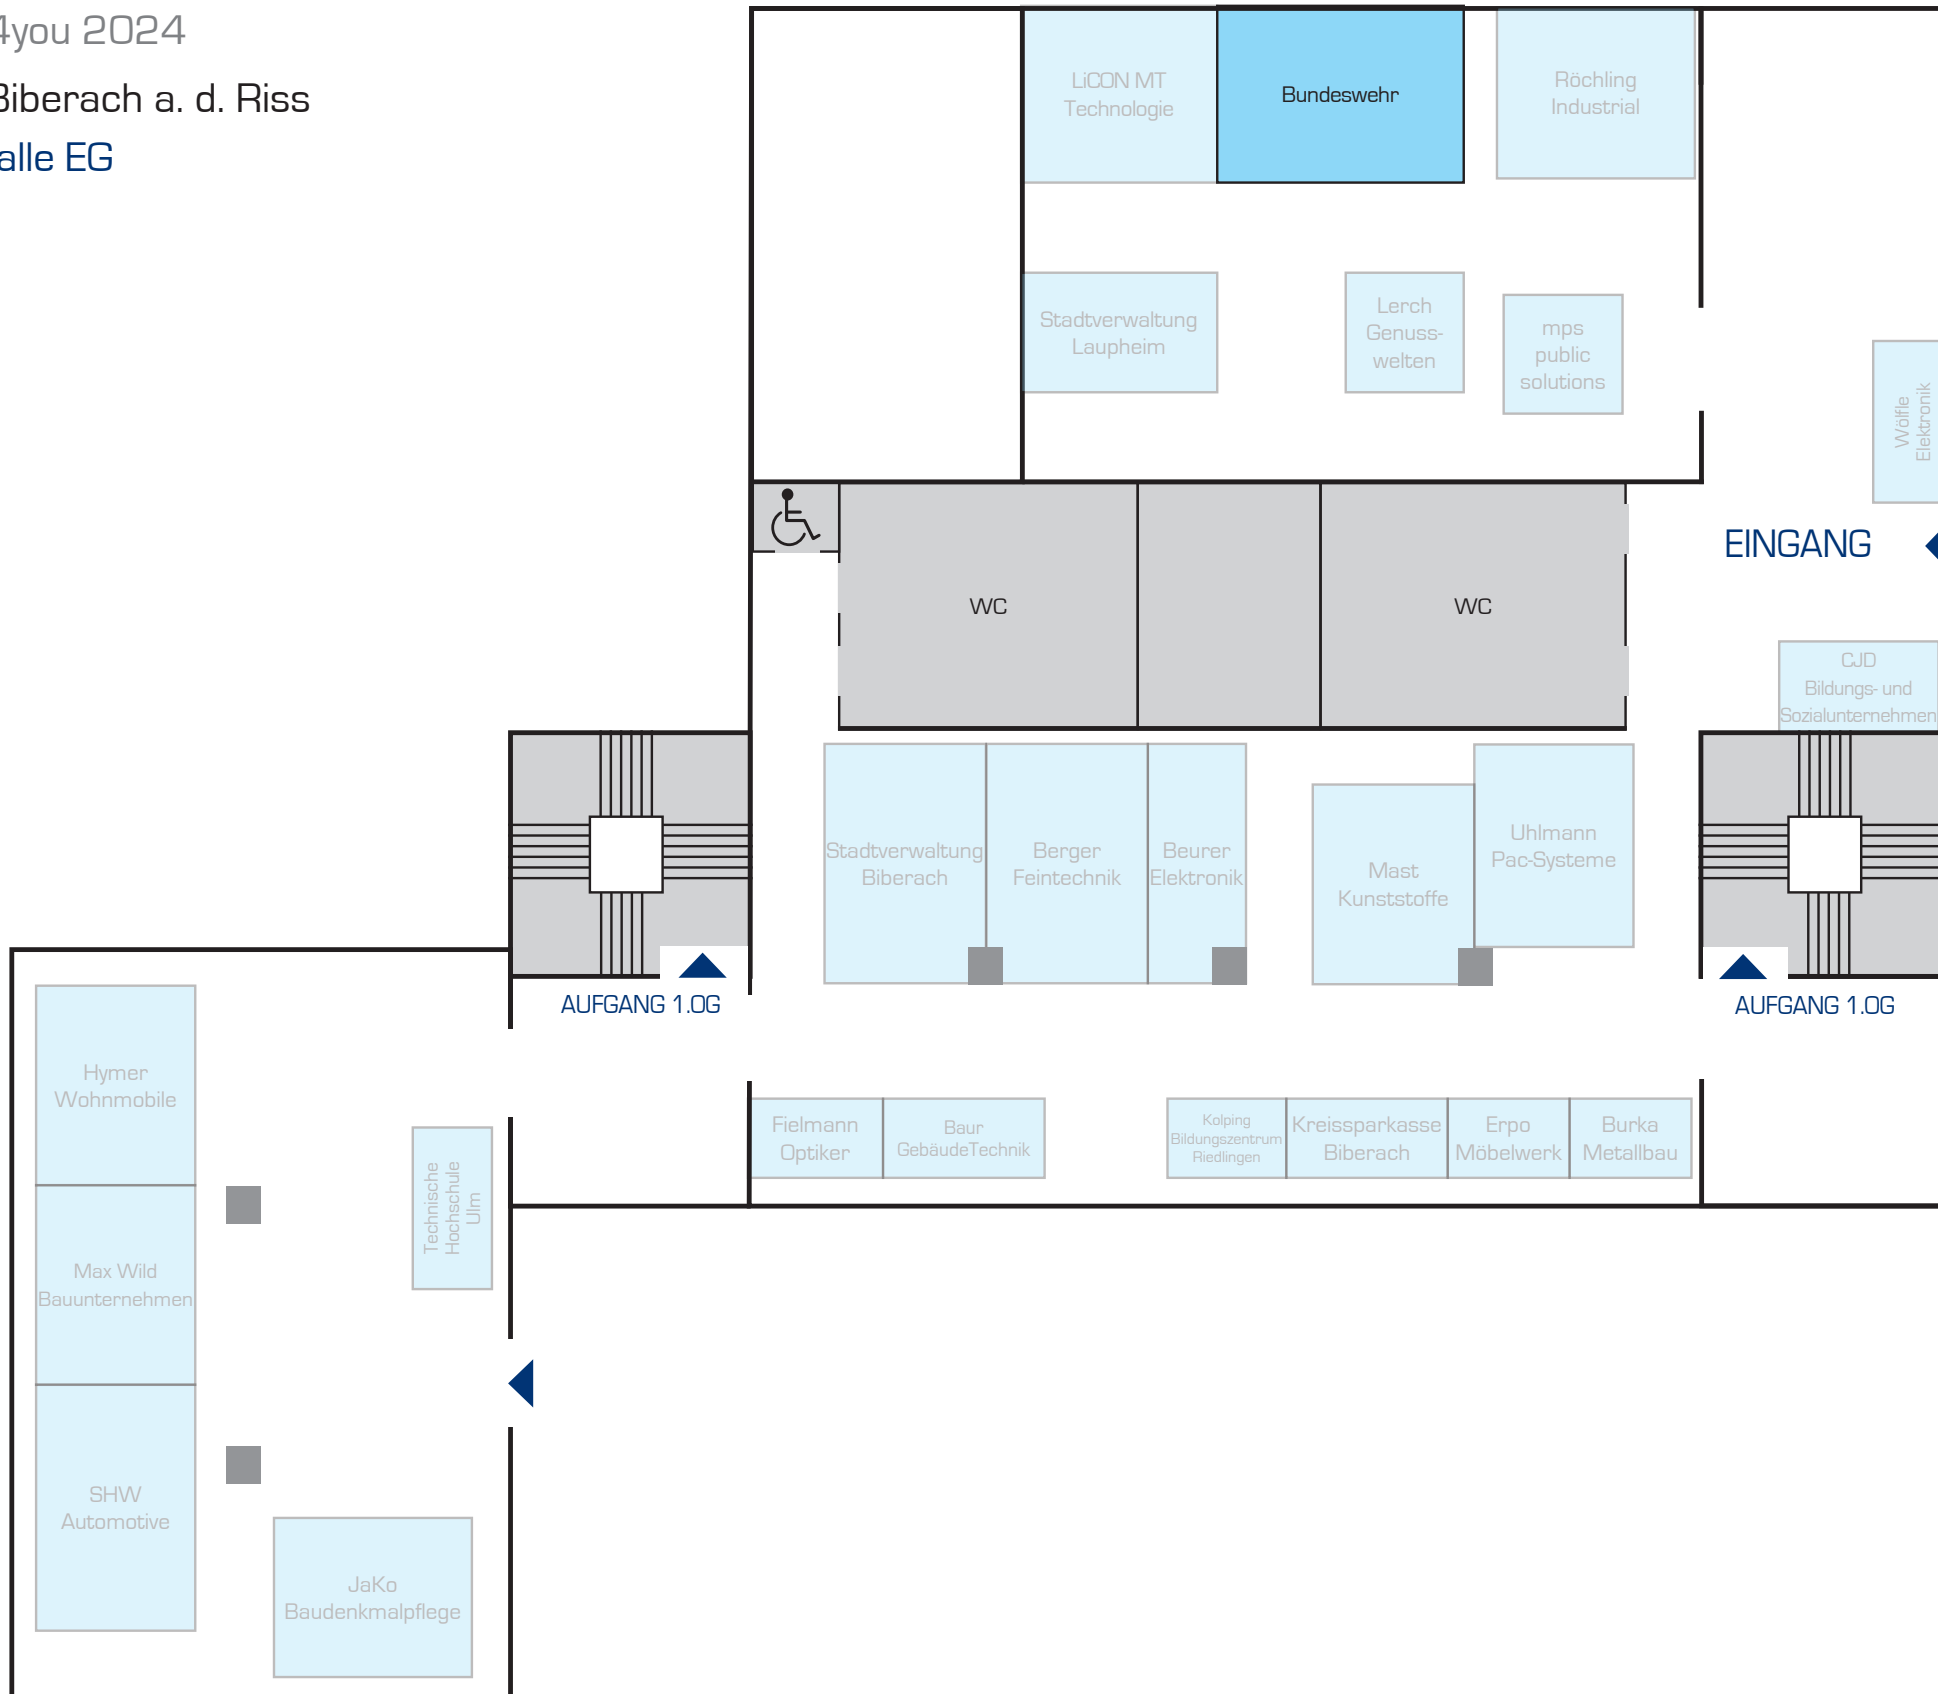 4you 2024
Biberach a. d. Riss
alle EG
LiCON MT
Technologie
Bundeswehr
Röchling
Industrial
Stadtverwaltung
Laupheim
Lerch
Genuss-
welten
mps
public
solutions
Wölfle
Elektronik
EINGANG
WC
WC
CJD
Bildungs- und
Sozialunternehmen
Stadtverwaltung
Biberach
Berger
Feintechnik
Beurer
Elektronik
Mast
Kunststoffe
Uhlmann
Pac-Systeme
AUFGANG 1.OG
AUFGANG 1.OG
Hymer
Wohnmobile
Technische
Hochschule
Ulm
Fielmann
Optiker
Baur
GebäudeTechnik
Kolping
Bildungszentrum
Riedlingen
Kreissparkasse
Biberach
Erpo
Möbelwerk
Burka
Metallbau
Max Wild
Bauunternehmen
SHW
Automotive
JaKo
Baudenkmalpflege